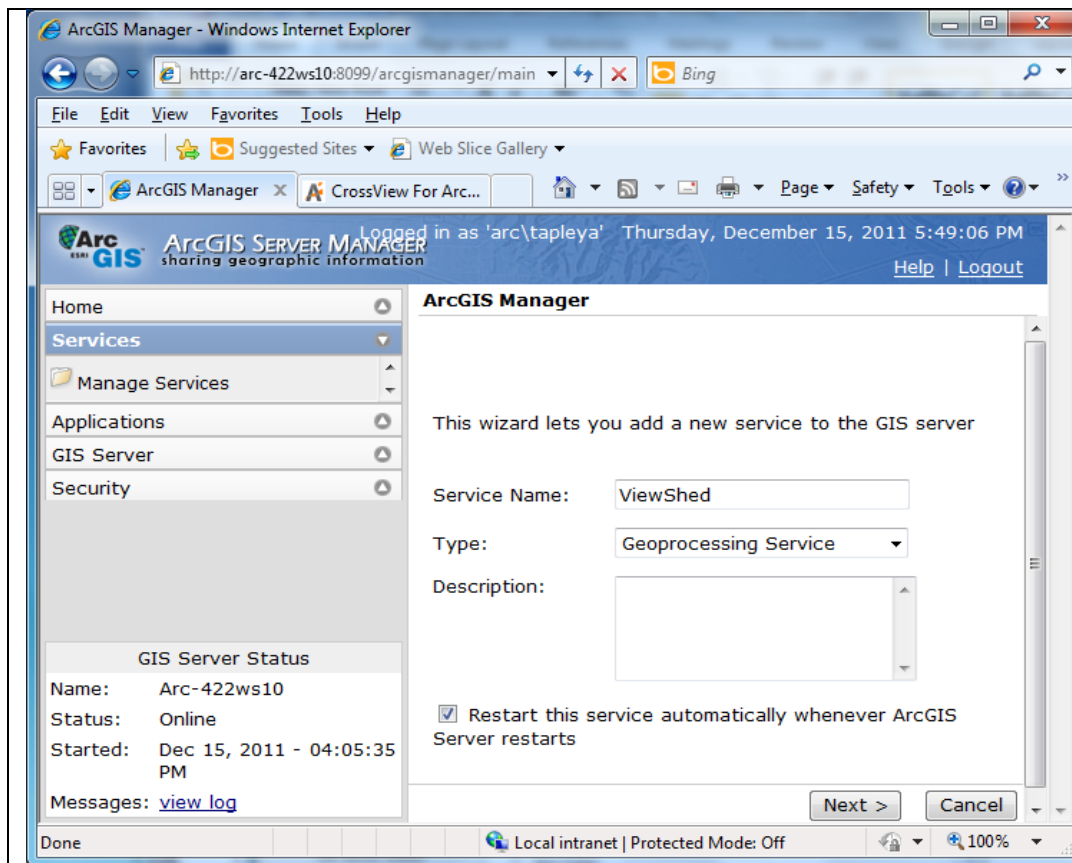 ArcGIS Manager - Windows Internet Explorer
http://arc-422ws10:8099/arcgismanager/main
Bing
File Edit View Favorites Tools Help
Favorites Suggested Sites Web Slice Gallery
ArcGIS Manager X CrossView For Arc... Page Safety Tools »
Arc GIS ESRI ArcGIS Server Manager Logged in as 'arc\tapleya' Thursday, December 15, 2011 5:49:06 PM
sharing geographic information
Help | Logout
Home
Services
Manage Services
Applications
GIS Server
Security
GIS Server Status
Name: Arc-422ws10
Status: Online
Started: Dec 15, 2011 - 04:05:35 PM
Messages: view log
ArcGIS Manager
This wizard lets you add a new service to the GIS server
Service Name: ViewShed
Type: Geoprocessing Service
Description:
Restart this service automatically whenever ArcGIS
Server restarts
Next > Cancel
Done Local intranet | Protected Mode: Off 100%